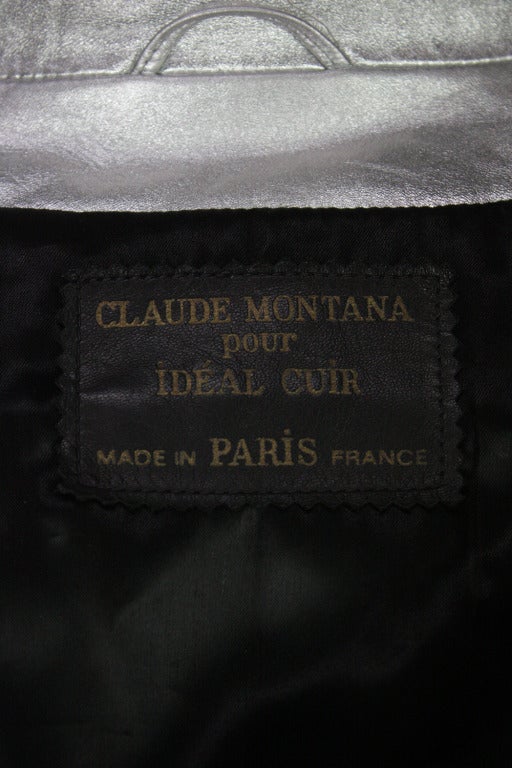 CLAUDE MONTANA
pour
IDÉAL CUIR
MADE IN PARIS FRANCE